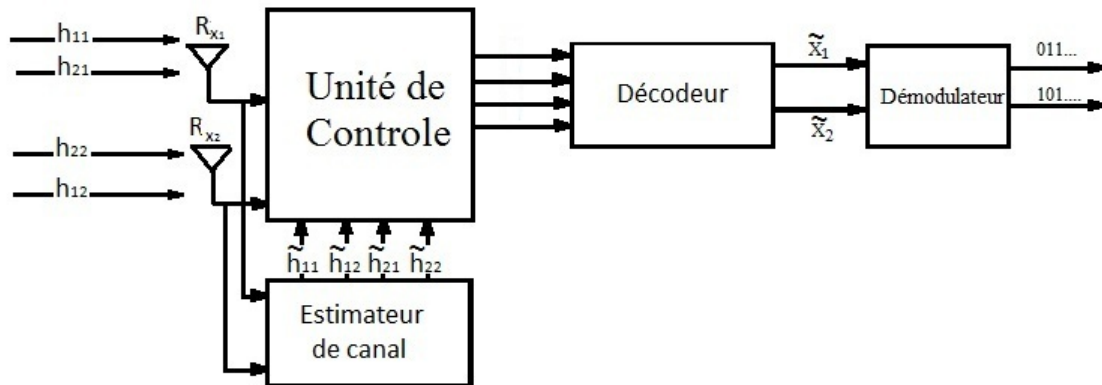 h11
h21
Rx1
h22
h12
Rx2
Unité de
Controle
h̃11 h̃12 h̃21 h̃22
Estimateur
de canal
Décodeur
x̃1
x̃2
Démodulateur
011...
101....